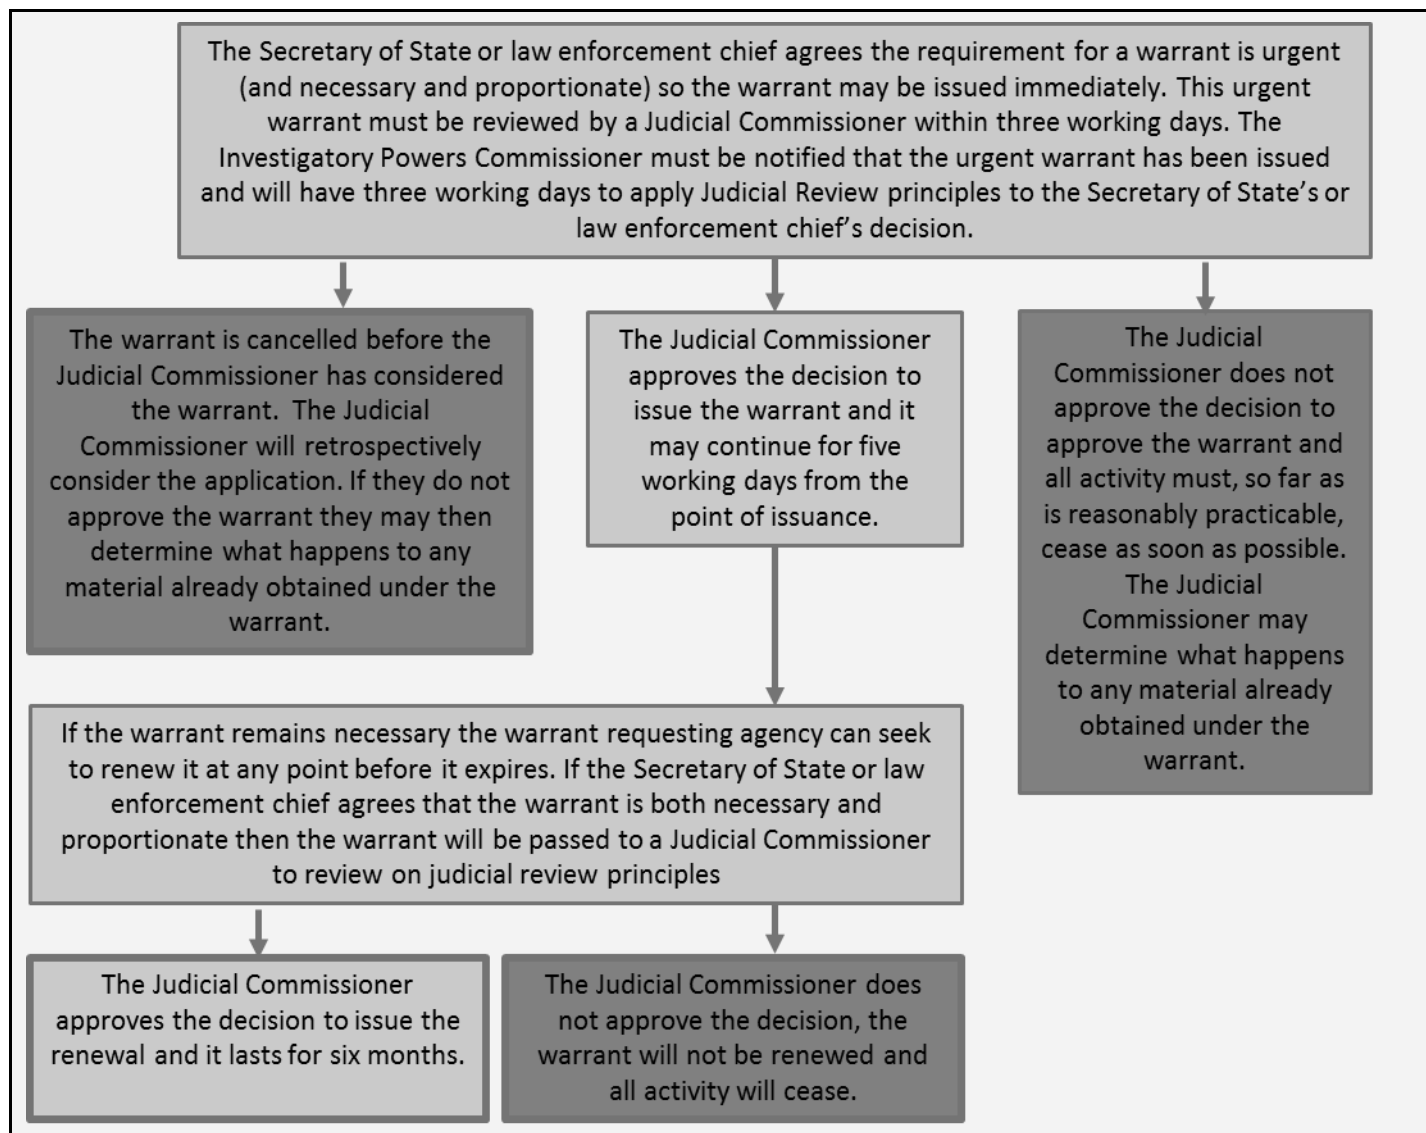 The Secretary of State or law enforcement chief agrees the requirement for a warrant is urgent
(and necessary and proportionate) so the warrant may be issued immediately. This urgent
warrant must be reviewed by a Judicial Commissioner within three working days. The
Investigatory Powers Commissioner must be notified that the urgent warrant has been issued
and will have three working days to apply Judicial Review principles to the Secretary of State’s or
law enforcement chief’s decision.
The warrant is cancelled before the
Judicial Commissioner has considered
the warrant. The Judicial
Commissioner will retrospectively
consider the application. If they do not
approve the warrant they may then
determine what happens to any
material already obtained under the
warrant.
The Judicial Commissioner
approves the decision to
issue the warrant and it
may continue for five
working days from the
point of issuance.
The Judicial
Commissioner does not
approve the decision to
approve the warrant and
all activity must, so far as
is reasonably practicable,
cease as soon as possible.
The Judicial
Commissioner may
determine what happens
to any material already
obtained under the
warrant.
If the warrant remains necessary the warrant requesting agency can seek
to renew it at any point before it expires. If the Secretary of State or law
enforcement chief agrees that the warrant is both necessary and
proportionate then the warrant will be passed to a Judicial Commissioner
to review on judicial review principles
The Judicial Commissioner
approves the decision to issue the
renewal and it lasts for six months.
The Judicial Commissioner does
not approve the decision, the
warrant will not be renewed and
all activity will cease.